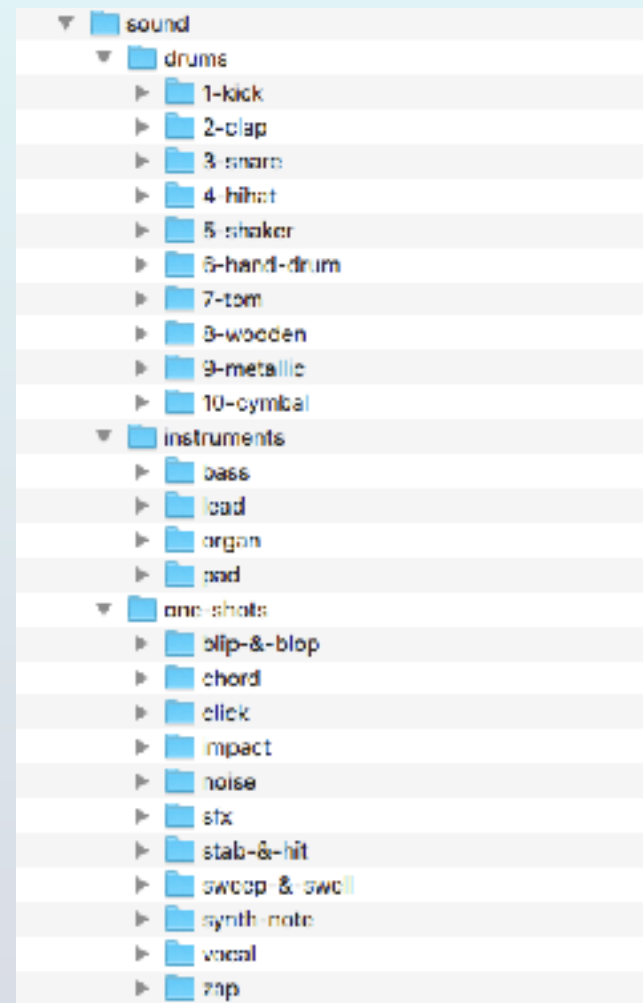 sound
drums
1-kick
2-clap
3-snare
4-hihat
5-shaker
6-hand-drum
7-tom
8-wooden
9-metallic
10-cymbal
instruments
bass
lead
organ
pad
one-shots
blip-&-blop
chord
click
impact
noise
sfx
stab-&-hit
sweep-&-swell
synth-note
vocal
zap